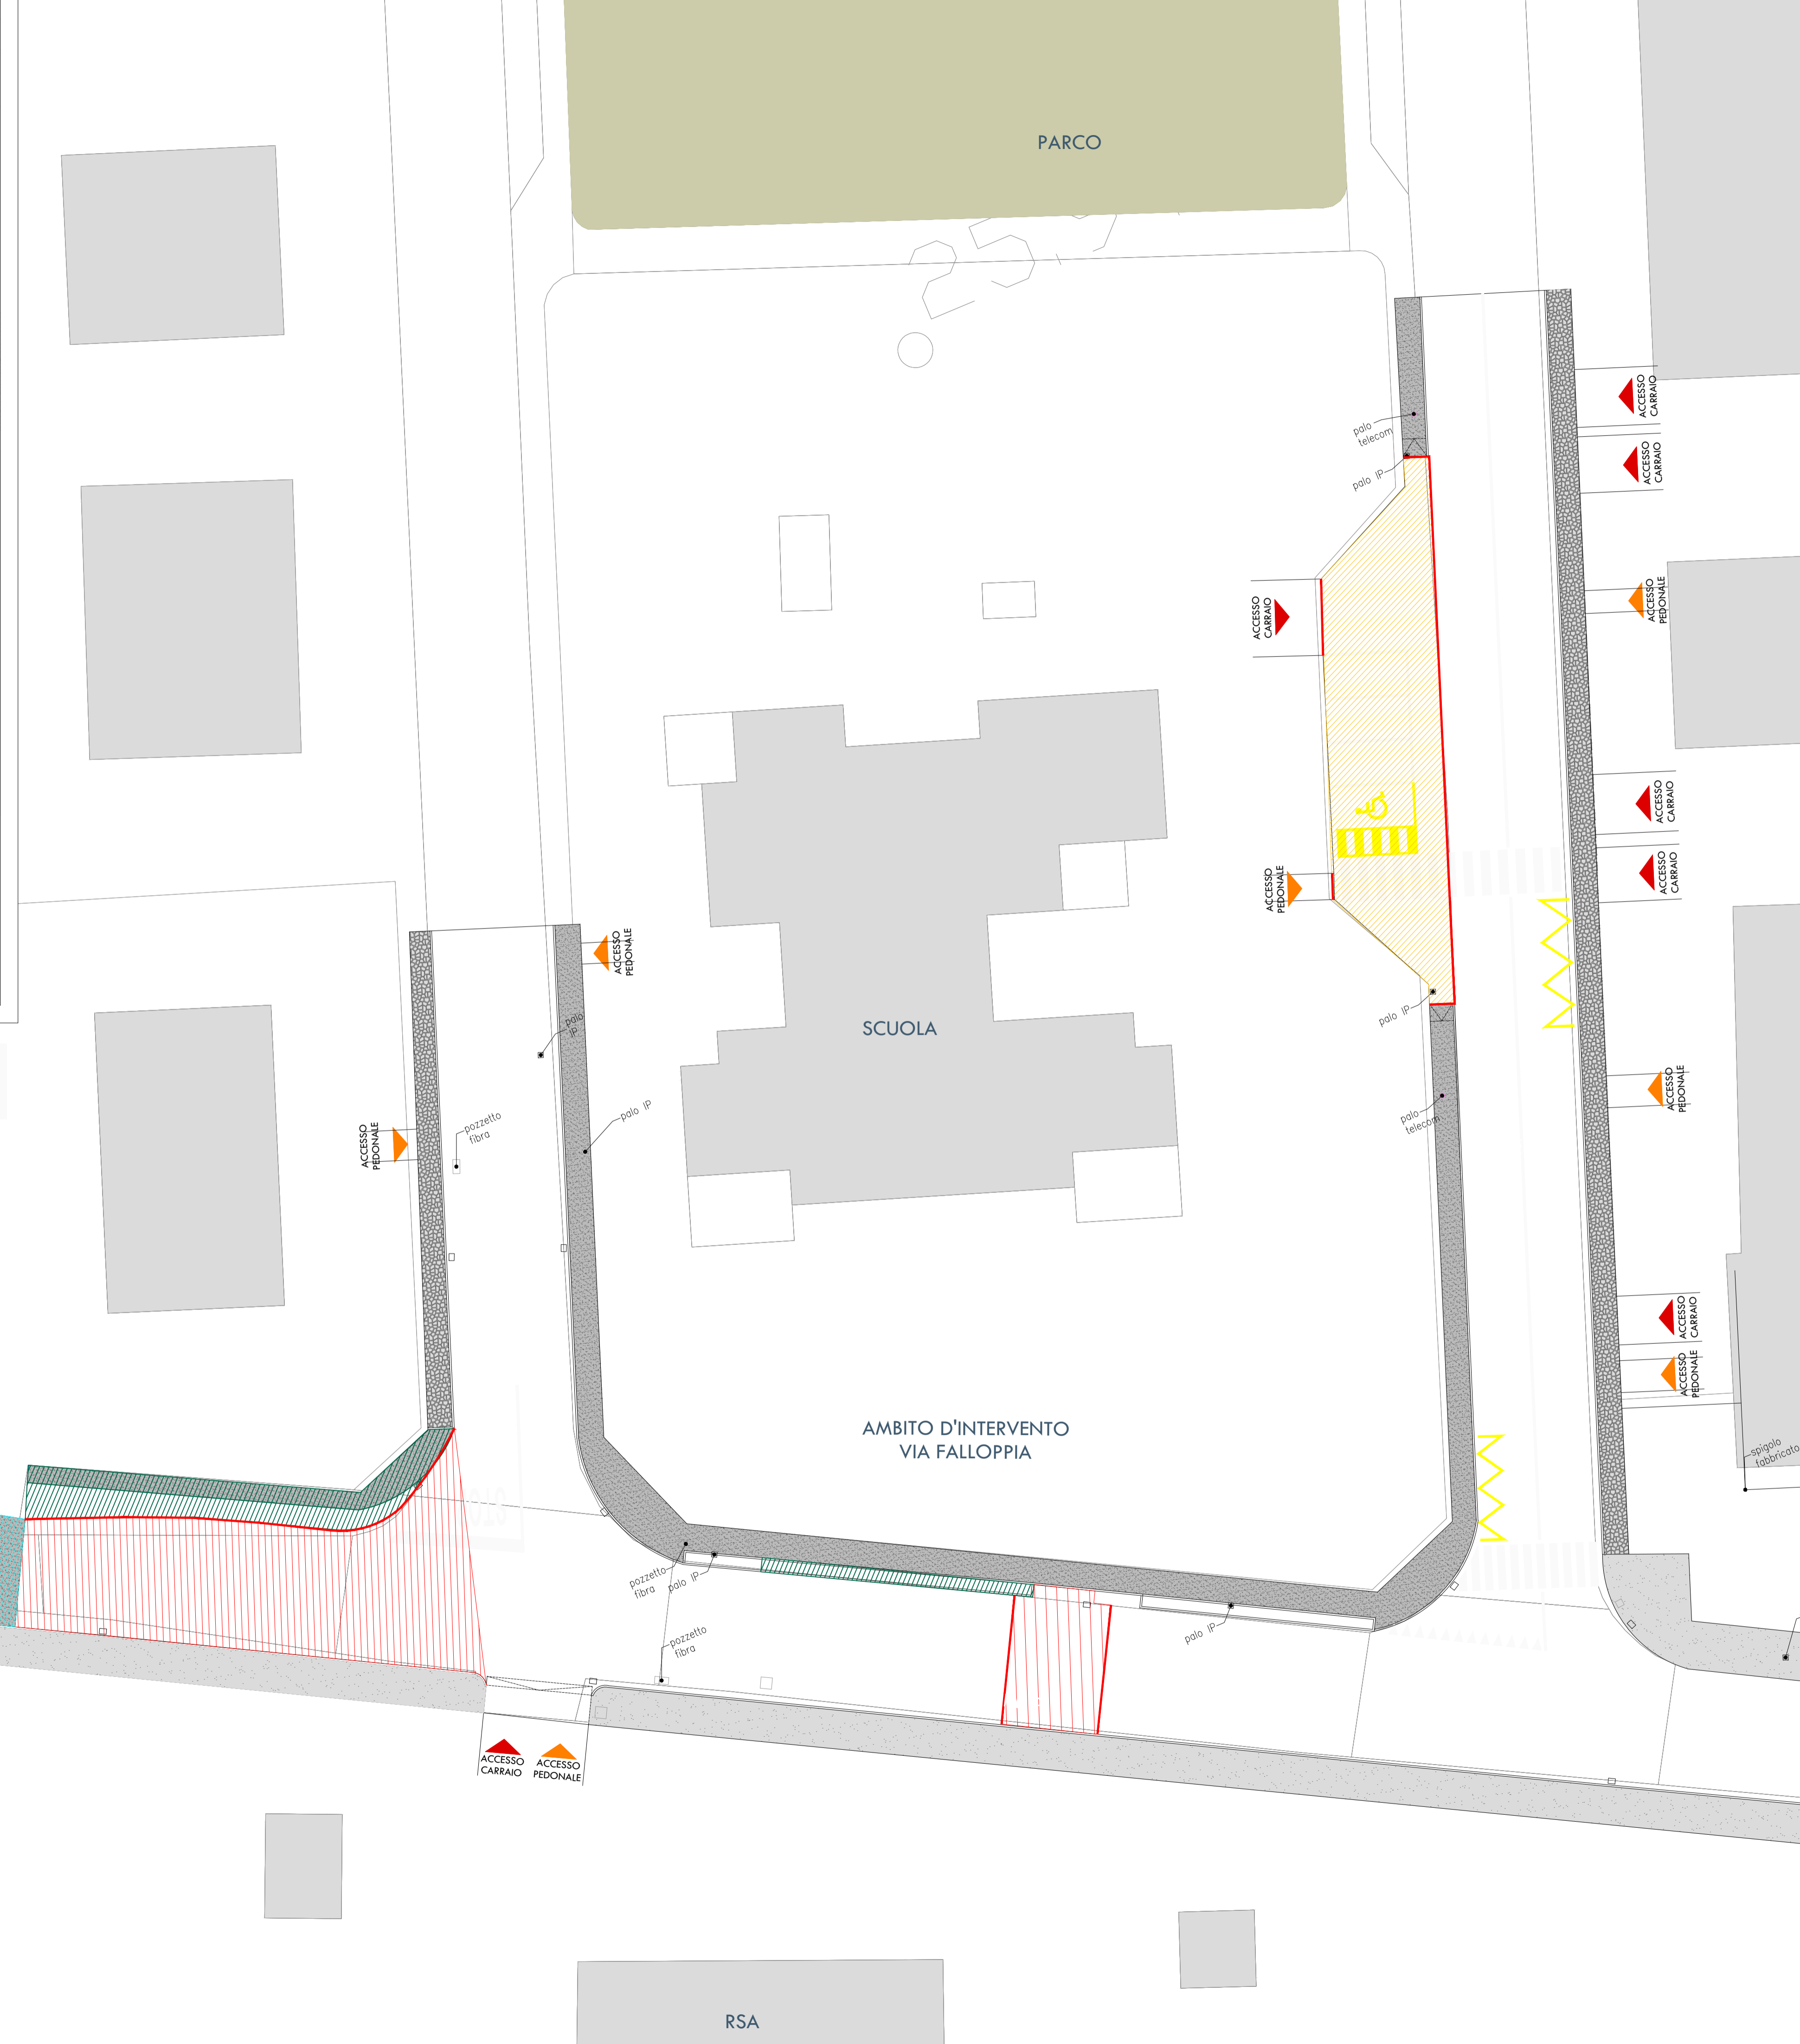 PARCO
ACCESSO
CARRAIO
palo
telecom
ACCESSO
CARRAIO
palo IP
ACCESSO
PEDONALE
ACCESSO
CARRAIO
ACCESSO
CARRAIO
ACCESSO
CARRAIO
ACCESSO
PEDONALE
ACCESSO
PEDONALE
palo IP
palo
IP
SCUOLA
ACCESSO
PEDONALE
palo
telecom
palo IP
pozzetto
fibra
ACCESSO
PEDONALE
ACCESSO
CARRAIO
ACCESSO
PEDONALE
AMBITO D'INTERVENTO
VIA FALLOPPIA
spigolo
fabbricato
STOP
pozzetto
fibra
palo IP
palo IP
pozzetto
fibra
ACCESSO
CARRAIO
ACCESSO
PEDONALE
RSA